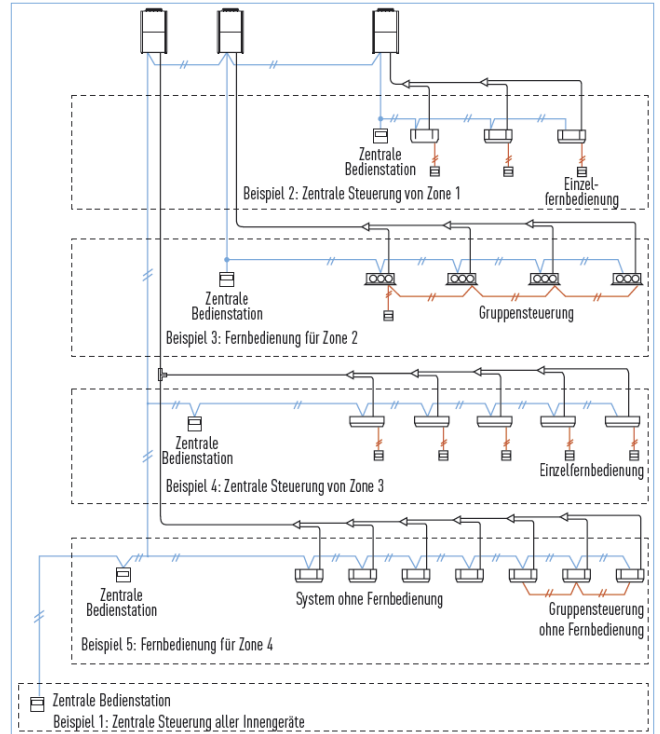 Zentrale
Bedienstation
Einzel-
fernbedienung
Beispiel 2: Zentrale Steuerung von Zone 1
Zentrale
Bedienstation
Gruppensteuerung
Beispiel 3: Fernbedienung für Zone 2
Zentrale
Bedienstation
Einzelfernbedienung
Beispiel 4: Zentrale Steuerung von Zone 3
Zentrale
Bedienstation
System ohne Fernbedienung
Gruppensteuerung
ohne Fernbedienung
Beispiel 5: Fernbedienung für Zone 4
Zentrale Bedienstation
Beispiel 1: Zentrale Steuerung aller Innengeräte